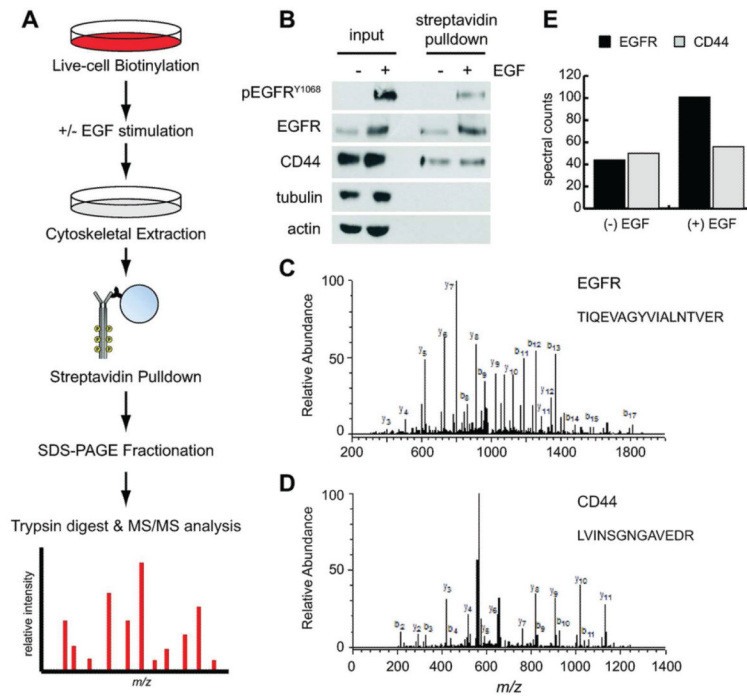 A
Live-cell Biotinylation
+/- EGF stimulation
Cytoskeletal Extraction
Streptavidin Pulldown
SDS-PAGE Fractionation
Trypsin digest & MS/MS analysis
relative intensity
m/z
B
input
streptavidin
pulldown
- + - + EGF
pEGFR^Y1068
EGFR
CD44
tubulin
actin
E
EGFR CD44
spectral counts
120
100
80
60
40
20
0
(-) EGF (+) EGF
C
EGFR
TIQEVAGYVIALNTVER
Relative Abundance
100
50
0
y3 y4 y5 y6 y7 b8 y8 b9 y9 y10 b11 b12 y11 y12 b13 b14 b15 b17
200 600 1000 1400 1800
D
CD44
LVINSGNGAVEDR
Relative Abundance
100
50
0
b2 y2 b3 y3 b4 y4 y5 y6 y7 y8 b9 y9 b10 y10 b11 y11
0 200 400 600 800 1000 1200 1400
m/z